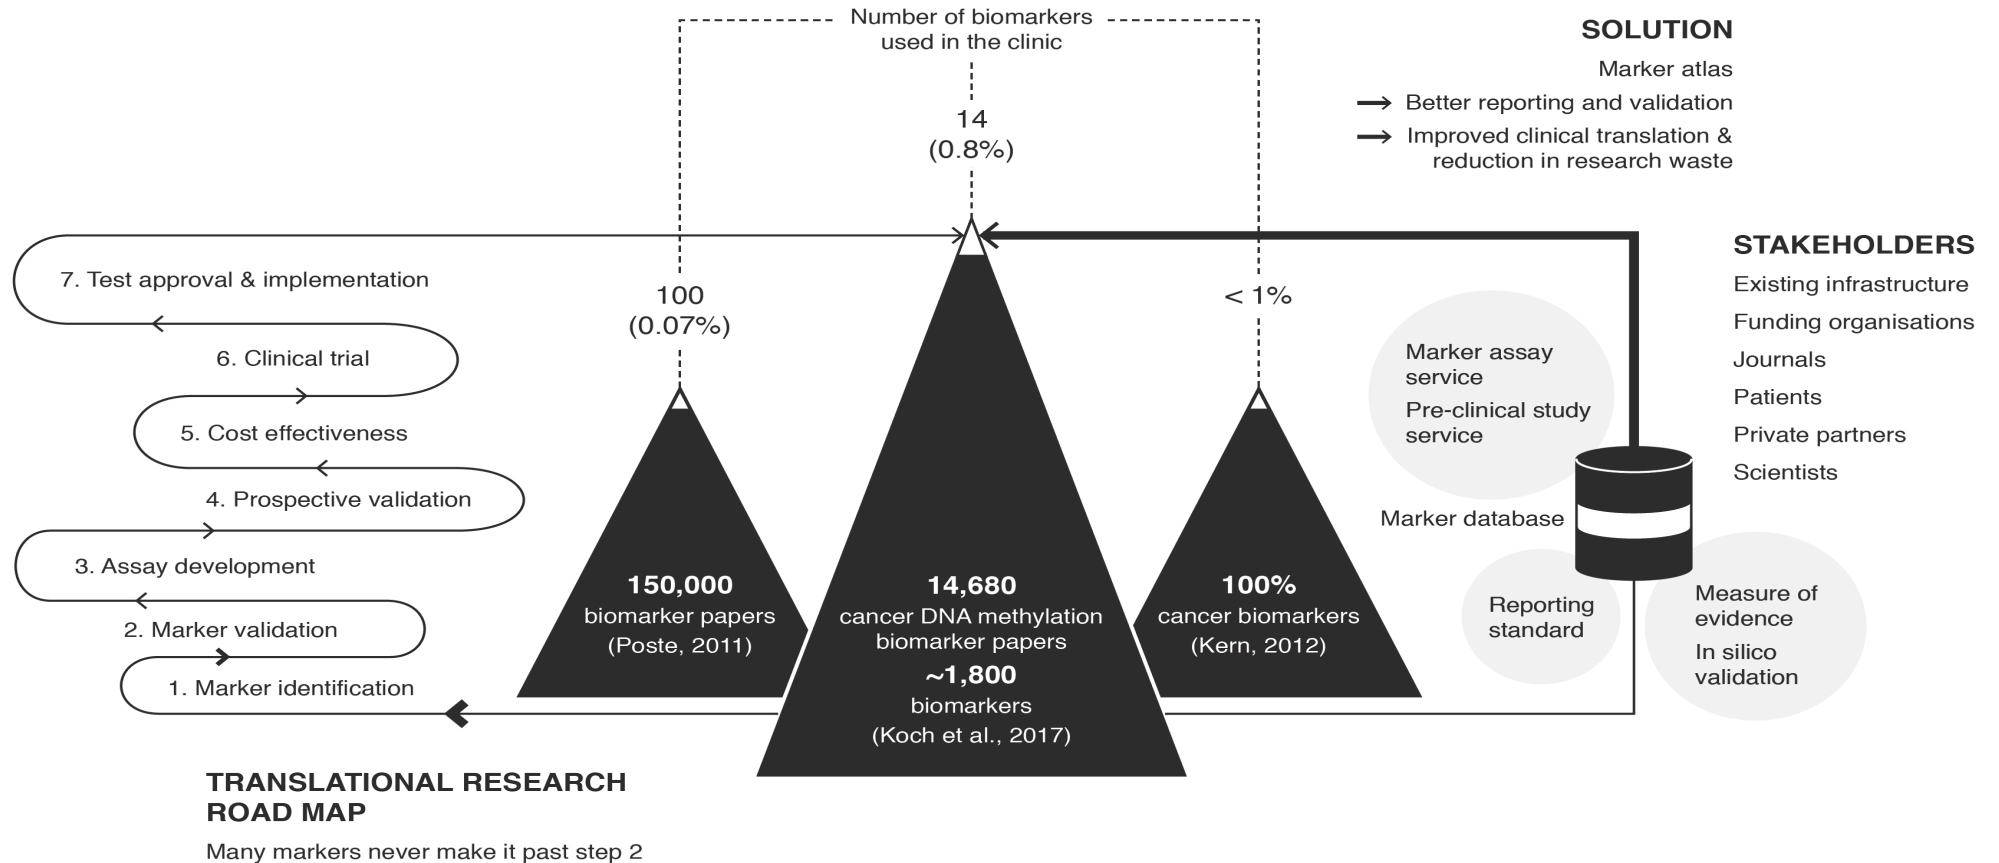 Number of biomarkers
used in the clinic
14
(0.8%)
100
(0.07%)
< 1%
SOLUTION
Marker atlas
Better reporting and validation
Improved clinical translation &
reduction in research waste
7. Test approval & implementation
6. Clinical trial
5. Cost effectiveness
4. Prospective validation
3. Assay development
2. Marker validation
1. Marker identification
150,000
biomarker papers
(Poste, 2011)
14,680
cancer DNA methylation
biomarker papers
~1,800
biomarkers
(Koch et al., 2017)
100%
cancer biomarkers
(Kern, 2012)
Marker assay
service
Pre-clinical study
service
Marker database
Reporting
standard
Measure of
evidence
In silico
validation
STAKEHOLDERS
Existing infrastructure
Funding organisations
Journals
Patients
Private partners
Scientists
TRANSLATIONAL RESEARCH
ROAD MAP
Many markers never make it past step 2